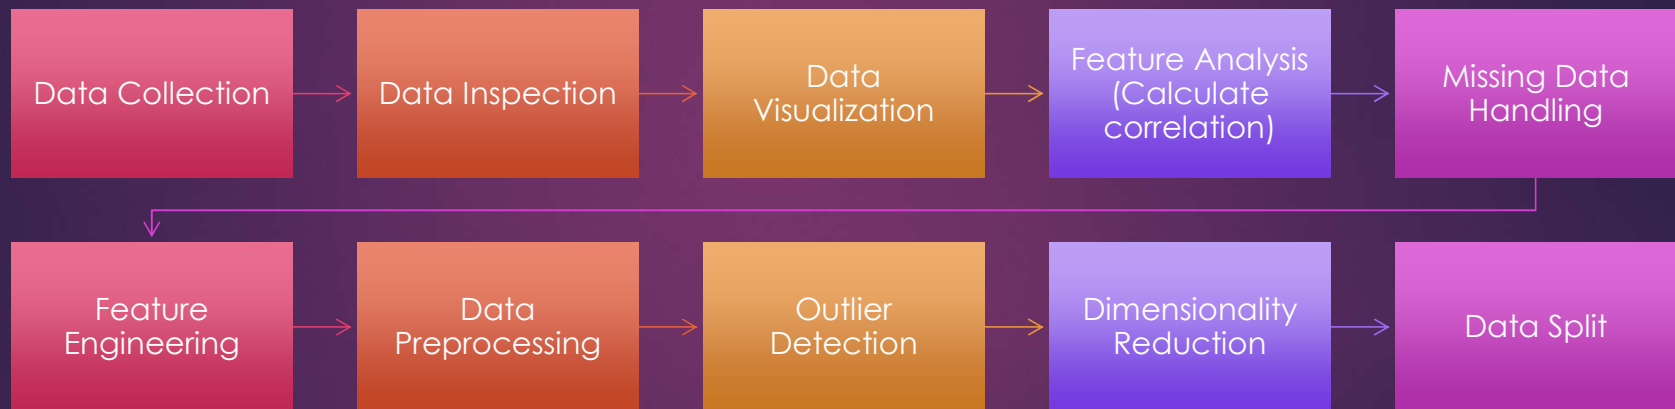 Data Collection
Data Inspection
Data
Visualization
Feature Analysis
(Calculate
correlation)
Missing Data
Handling
Feature
Engineering
Data
Preprocessing
Outlier
Detection
Dimensionality
Reduction
Data Split